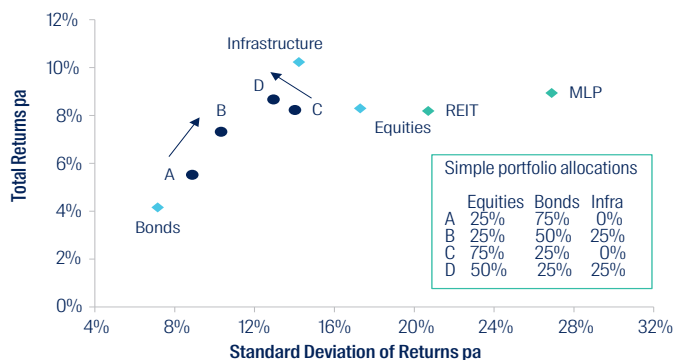 12%
10%
8%
6%
4%
2%
0%
Total Returns pa
Infrastructure
D
C
B
A
Bonds
Equities
REIT
MLP
Simple portfolio allocations
Equities Bonds Infra
A 25% 75% 0%
B 25% 50% 25%
C 75% 25% 0%
D 50% 25% 25%
4% 8% 12% 16% 20% 24% 28% 32%
Standard Deviation of Returns pa